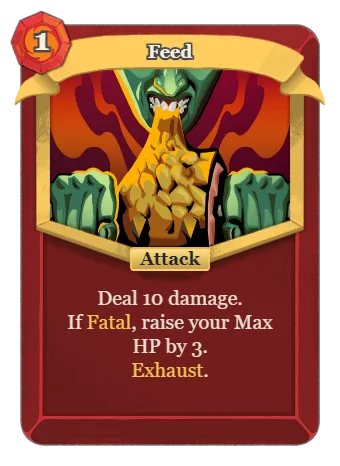 1
Feed
Attack
Deal 10 damage.
If Fatal, raise your Max
HP by 3.
Exhaust.